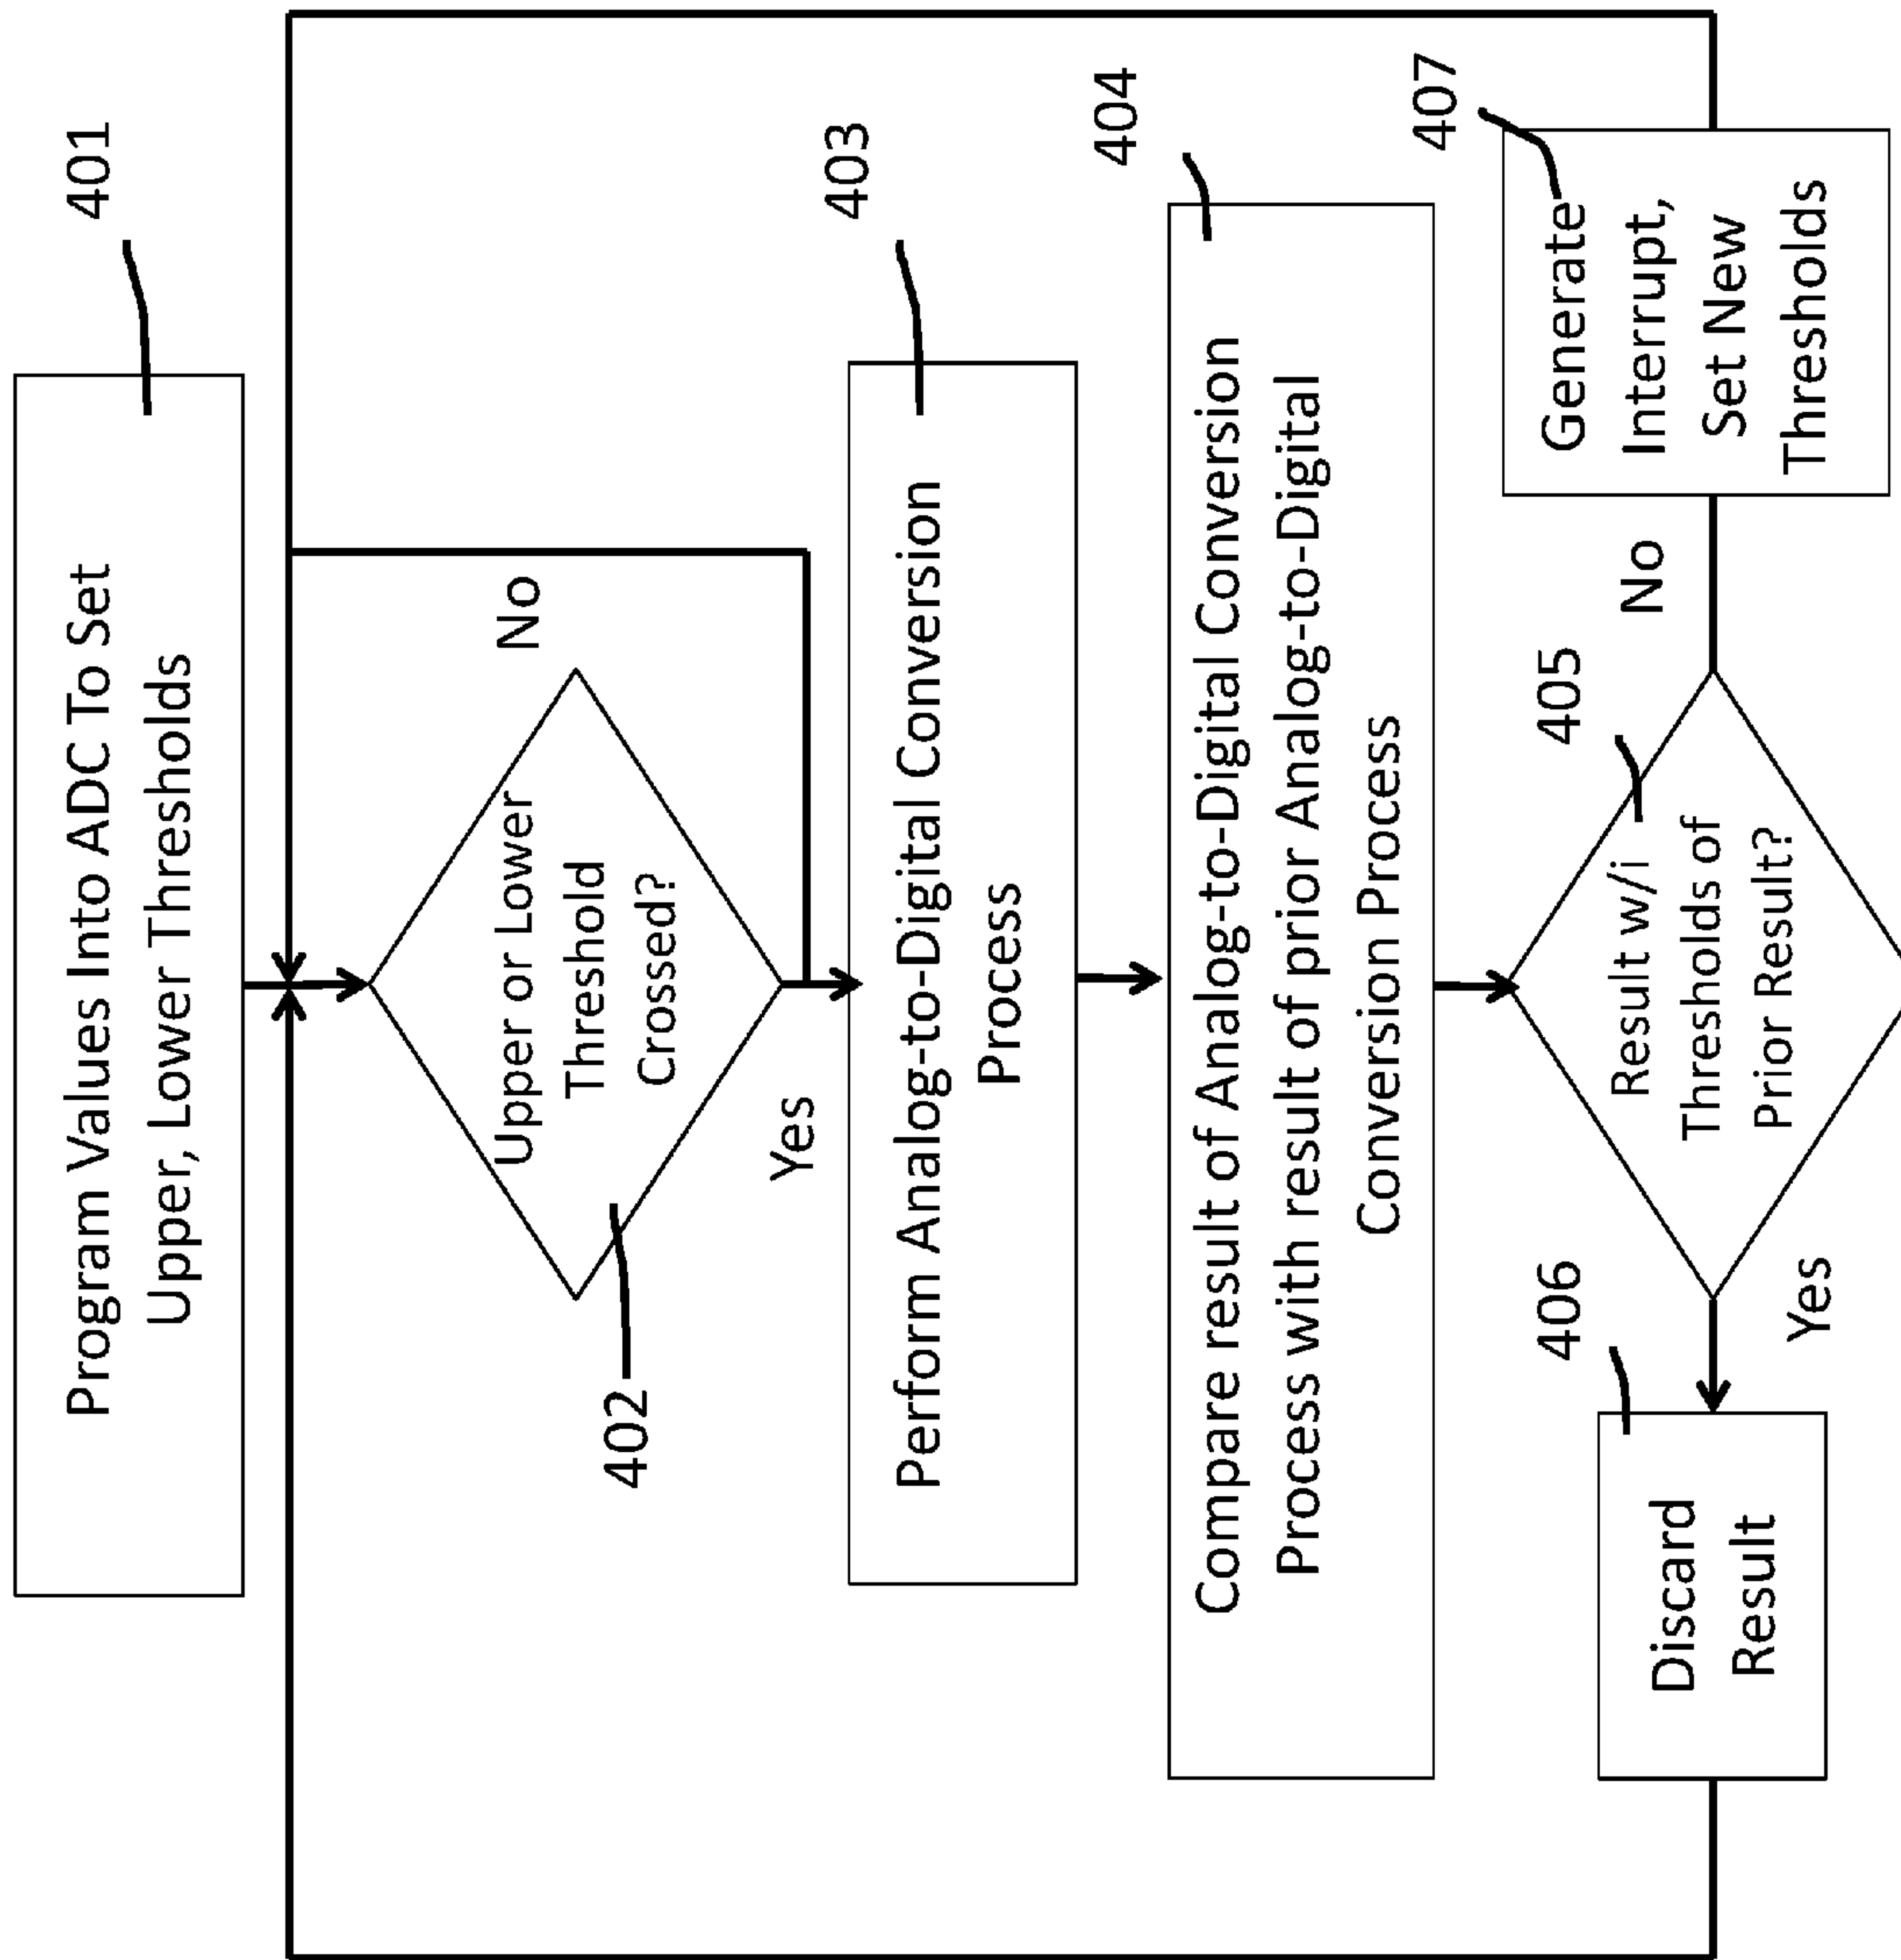 401
Program Values Into ADC To Set
Upper, Lower Thresholds
402
Upper or Lower
Threshold
Crossed?
No
Yes
403
Perform Analog-to-Digital Conversion
Process
404
Compare result of Analog-to-Digital Conversion
Process with result of prior Analog-to-Digital
Conversion Process
405
Result w/i
Thresholds of
Prior Result?
Yes
No
406
Discard
Result
407
Generate
Interrupt,
Set New
Thresholds